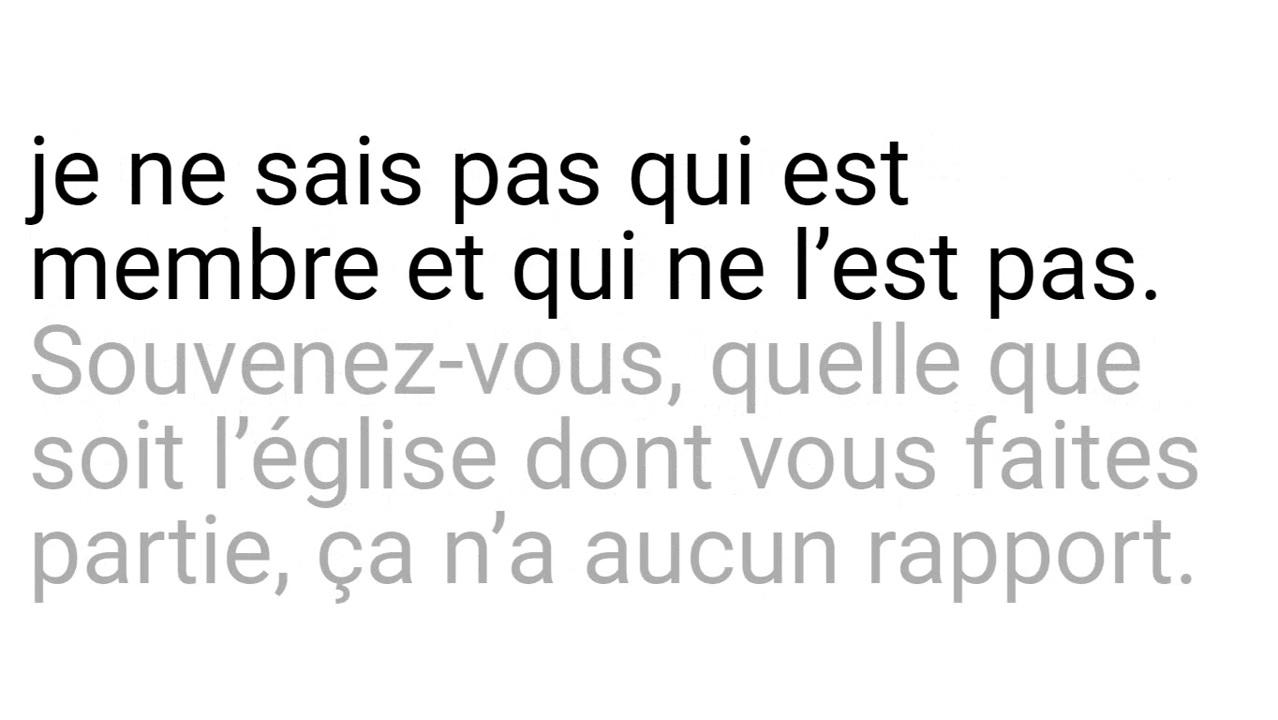 je ne sais pas qui est
membre et qui ne l’est pas.
Souvenez-vous, quelle que
soit l’église dont vous faites
partie, ça n’a aucun rapport.